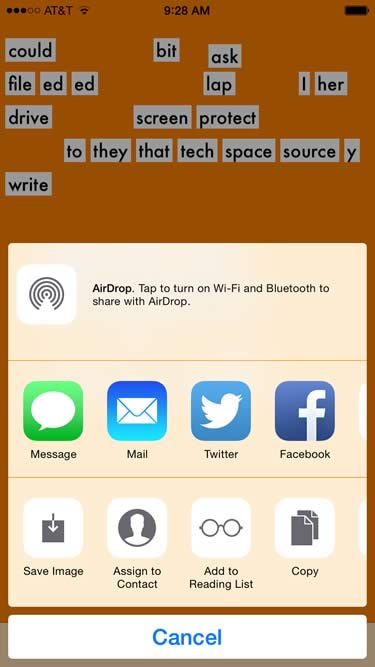 AT&T 9:28 AM
could bit ask
file ed ed lap I her
drive screen protect
to they that tech space source y
write
AirDrop. Tap to turn on Wi-Fi and Bluetooth to
share with AirDrop.
Message Mail Twitter Facebook
Save Image Assign to Contact Add to Reading List Copy
Cancel